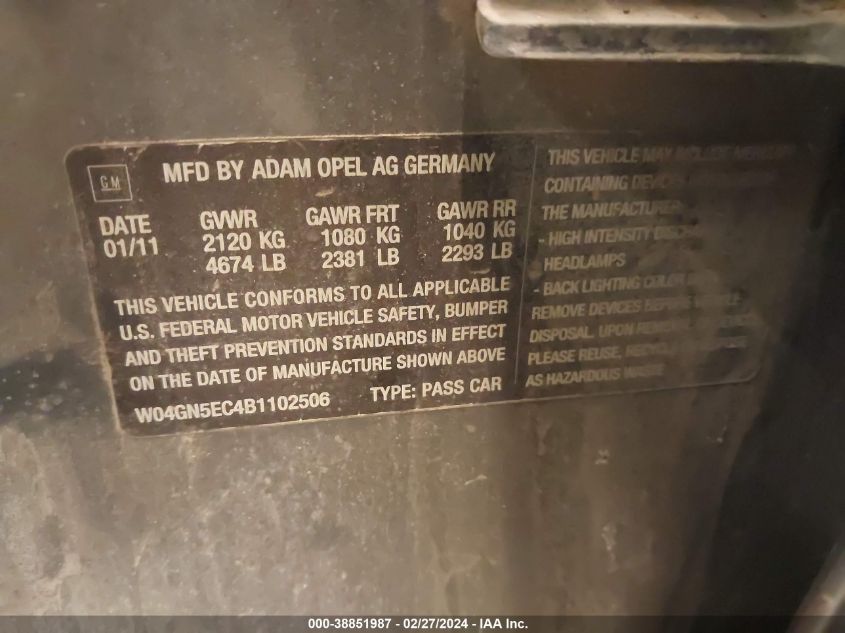 GM
MFD BY ADAM OPEL AG GERMANY
DATE GVWR GAWR FRT GAWR RR
01/11 2120 KG 1080 KG 1040 KG
4674 LB 2381 LB 2293 LB
THIS VEHICLE CONFORMS TO ALL APPLICABLE
U.S. FEDERAL MOTOR VEHICLE SAFETY, BUMPER
AND THEFT PREVENTION STANDARDS IN EFFECT
ON THE DATE OF MANUFACTURE SHOWN ABOVE
W04GN5EC4B1102506 TYPE: PASS CAR
THIS VEHICLE MAY INCLUDE
CONTAINING DEVICES
THE MANUFACTURER
- HIGH INTENSITY
HEADLAMPS
- BACK LIGHTING COLOR
REMOVE DEVICES BEFORE
DISPOSAL. UPON
PLEASE REUSE,
AS HAZARDOUS WASTE
000-38851987 - 02/27/2024 - IAA Inc.